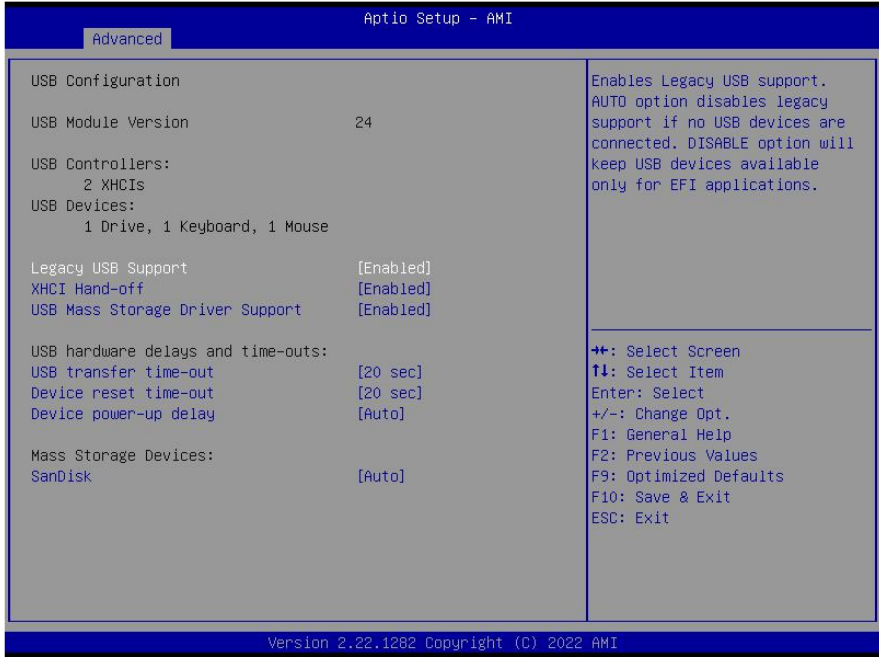 Aptio Setup – AMI
Advanced
USB Configuration
USB Module Version 24
USB Controllers:
2 XHCIs
USB Devices:
1 Drive, 1 Keyboard, 1 Mouse
Legacy USB Support [Enabled]
XHCI Hand-off [Enabled]
USB Mass Storage Driver Support [Enabled]
USB hardware delays and time-outs:
USB transfer time-out [20 sec]
Device reset time-out [20 sec]
Device power-up delay [Auto]
Mass Storage Devices:
SanDisk [Auto]
Enables Legacy USB support.
AUTO option disables legacy
support if no USB devices are
connected. DISABLE option will
keep USB devices available
only for EFI applications.
→←: Select Screen
↑↓: Select Item
Enter: Select
+/-: Change Opt.
F1: General Help
F2: Previous Values
F9: Optimized Defaults
F10: Save & Exit
ESC: Exit
Version 2.22.1282 Copyright (C) 2022 AMI